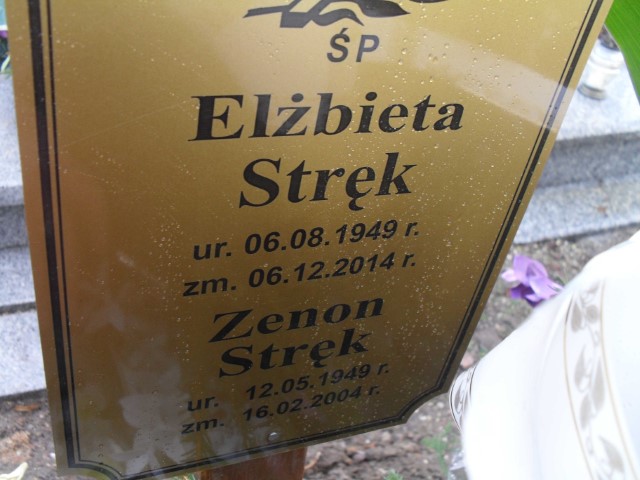 ŚP
Elżbieta
Stręk
ur. 06.08.1949 r.
zm. 06.12.2014 r.
Zenon
Stręk
ur. 12.05.1949 r.
zm. 16.02.2004 r.